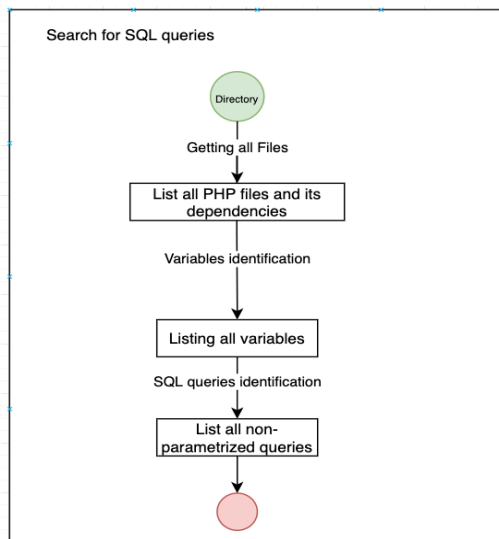 Search for SQL queries
Directory
Getting all Files
List all PHP files and its
dependencies
Variables identification
Listing all variables
SQL queries identification
List all non-
parametrized queries